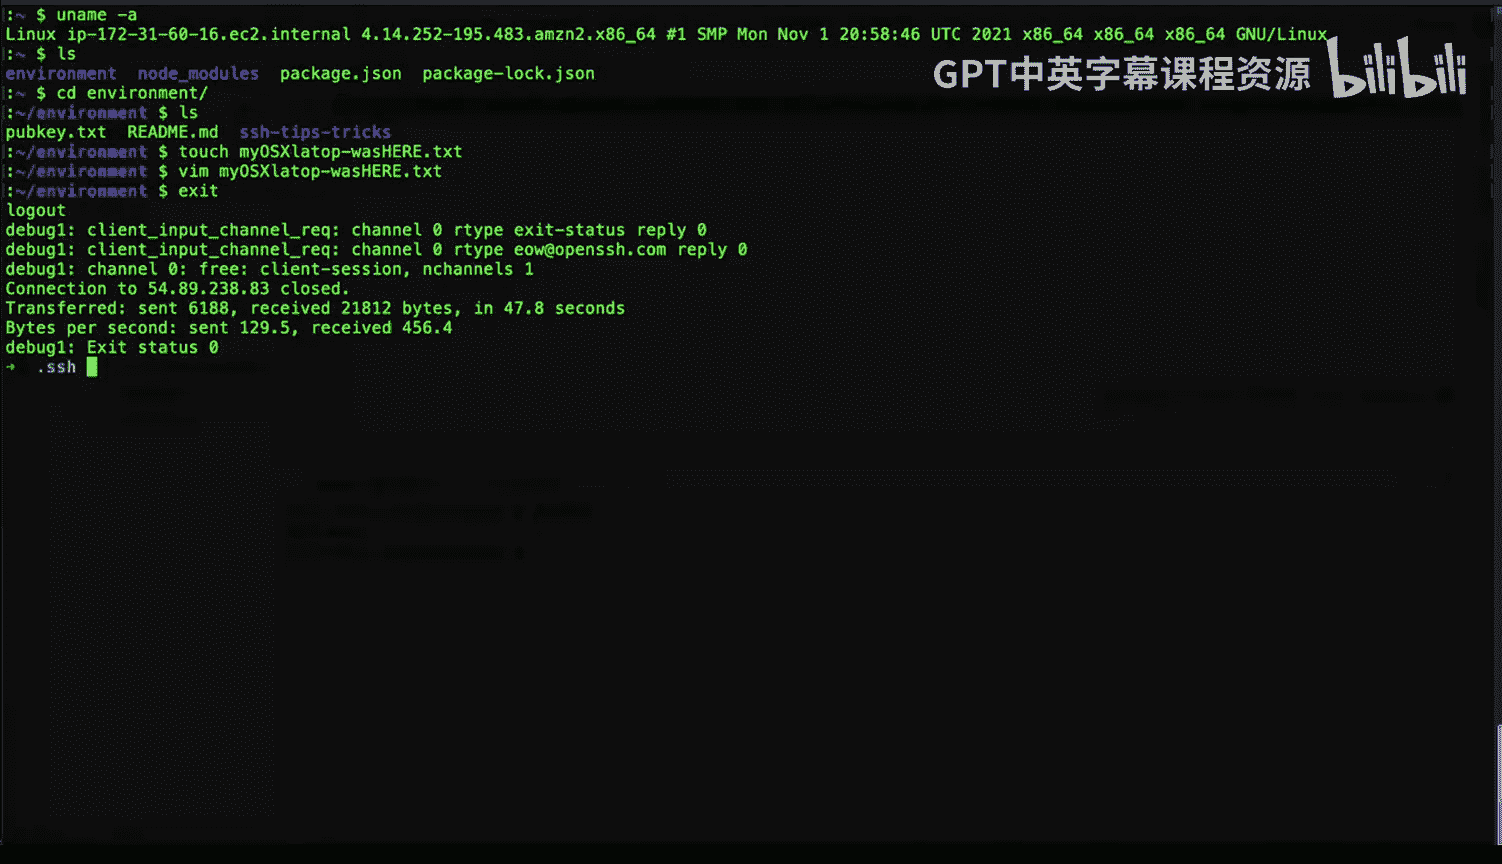 :~ $ uname -a
Linux ip-172-31-60-16.ec2.internal 4.14.252-195.483.amzn2.x86_64 #1 SMP Mon Nov 1 20:58:46 UTC 2021 x86_64 x86_64 x86_64 GNU/Linux
:~ $ ls
environment node_modules package.json package-lock.json
GPT中英字幕课程资源 bilibili
:~ $ cd environment/
:~/environment $ ls
pubkey.txt README.md ssh-tips-tricks
:~/environment $ touch myOSXlatop-wasHERE.txt
:~/environment $ vim myOSXlatop-wasHERE.txt
:~/environment $ exit
logout
debug1: client_input_channel_req: channel 0 rtype exit-status reply 0
debug1: client_input_channel_req: channel 0 rtype eow@openssh.com reply 0
debug1: channel 0: free: client-session, nchannels 1
Connection to 54.89.238.83 closed.
Transferred: sent 6188, received 21812 bytes, in 47.8 seconds
Bytes per second: sent 129.5, received 456.4
debug1: Exit status 0
→ .ssh